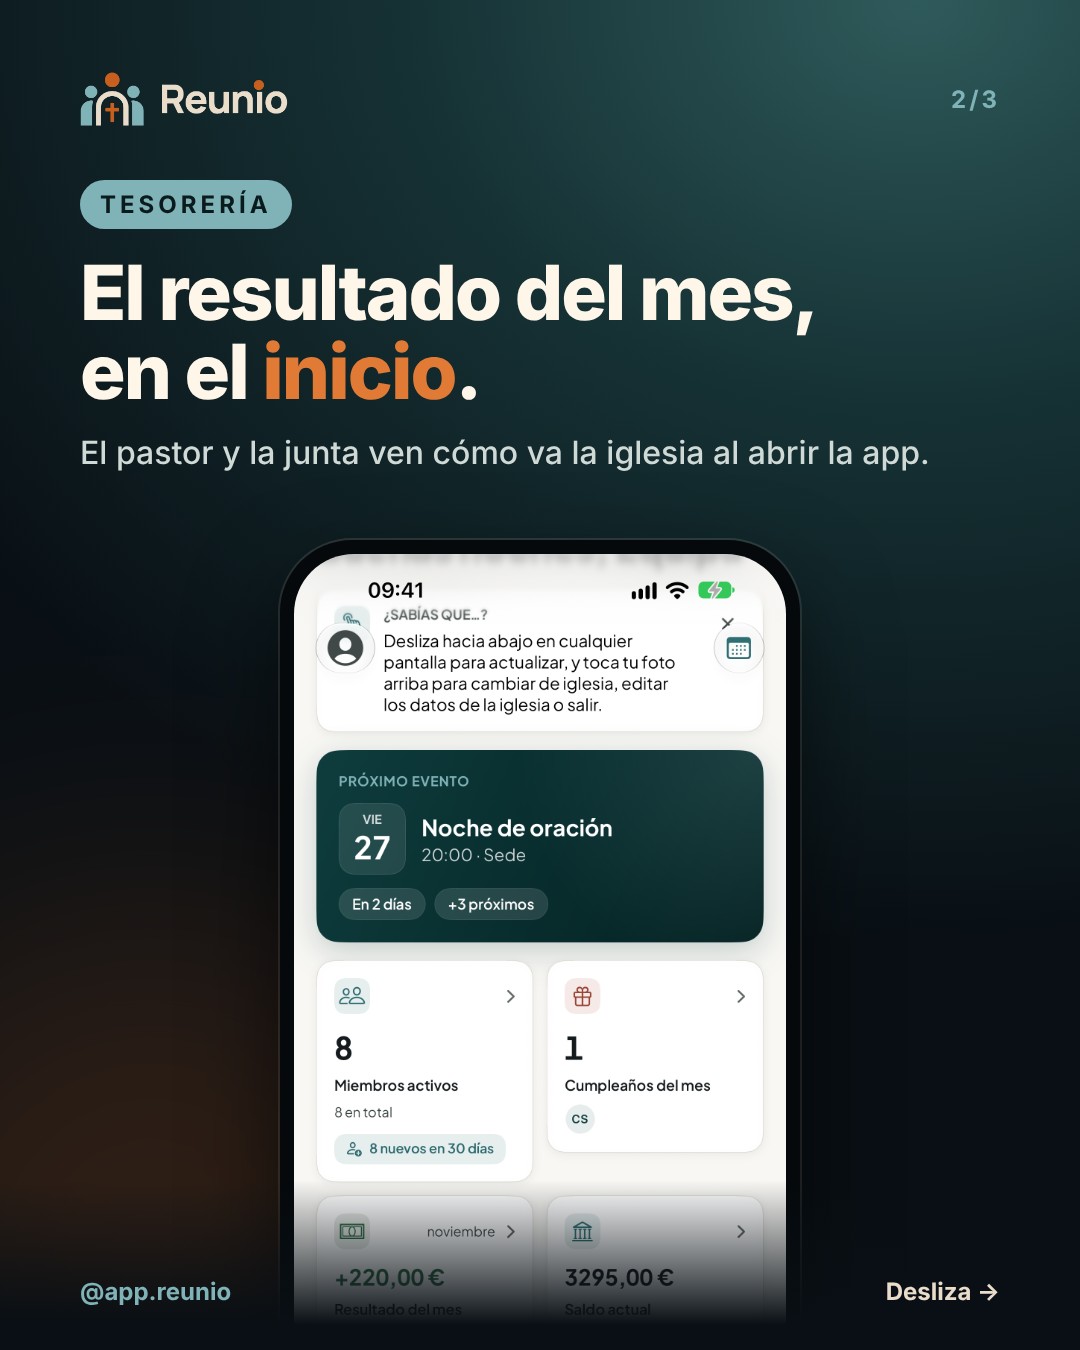 Reunio
2/3
TESORERÍA
El resultado del mes,
en el inicio.
El pastor y la junta ven cómo va la iglesia al abrir la app.
09:41
¿SABÍAS QUE...?
Desliza hacia abajo en cualquier
pantalla para actualizar, y toca tu foto
arriba para cambiar de iglesia, editar
los datos de la iglesia o salir.
PRÓXIMO EVENTO
VIE
27
Noche de oración
20:00 · Sede
En 2 días
+3 próximos
8
Miembros activos
8 en total
8 nuevos en 30 días
1
Cumpleaños del mes
CS
noviembre
+220,00 €
Resultado del mes
3295,00 €
Saldo actual
@app.reunio
Desliza →